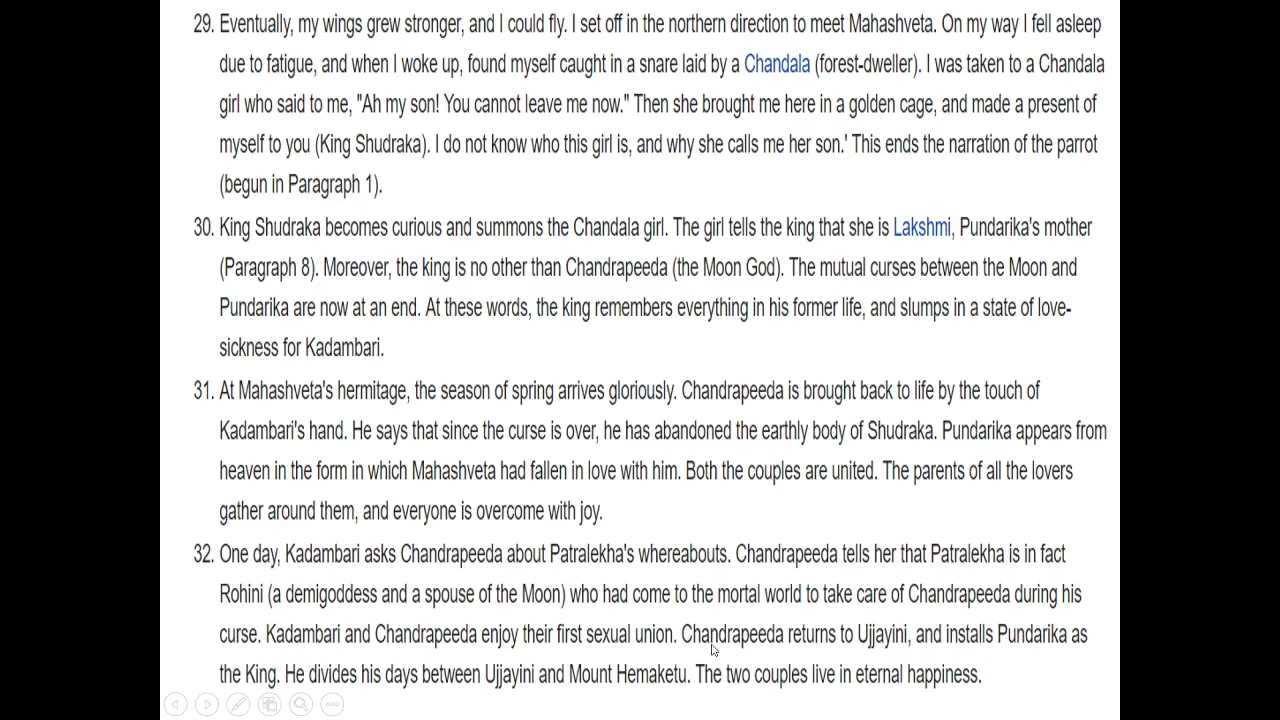 29. Eventually, my wings grew stronger, and I could fly. I set off in the northern direction to meet Mahashveta. On my way I fell asleep
due to fatigue, and when I woke up, found myself caught in a snare laid by a Chandala (forest-dweller). I was taken to a Chandala
girl who said to me, "Ah my son! You cannot leave me now." Then she brought me here in a golden cage, and made a present of
myself to you (King Shudraka). I do not know who this girl is, and why she calls me her son.' This ends the narration of the parrot
(begun in Paragraph 1).
30. King Shudraka becomes curious and summons the Chandala girl. The girl tells the king that she is Lakshmi, Pundarika's mother
(Paragraph 8). Moreover, the king is no other than Chandrapeeda (the Moon God). The mutual curses between the Moon and
Pundarika are now at an end. At these words, the king remembers everything in his former life, and slumps in a state of love-
sickness for Kadambari.
31. At Mahashveta's hermitage, the season of spring arrives gloriously. Chandrapeeda is brought back to life by the touch of
Kadambari's hand. He says that since the curse is over, he has abandoned the earthly body of Shudraka. Pundarika appears from
heaven in the form in which Mahashveta had fallen in love with him. Both the couples are united. The parents of all the lovers
gather around them, and everyone is overcome with joy.
32. One day, Kadambari asks Chandrapeeda about Patralekha's whereabouts. Chandrapeeda tells her that Patralekha is in fact
Rohini (a demigoddess and a spouse of the Moon) who had come to the mortal world to take care of Chandrapeeda during his
curse. Kadambari and Chandrapeeda enjoy their first sexual union. Chandrapeeda returns to Ujjayini, and installs Pundarika as
the King. He divides his days between Ujjayini and Mount Hemaketu. The two couples live in eternal happiness.